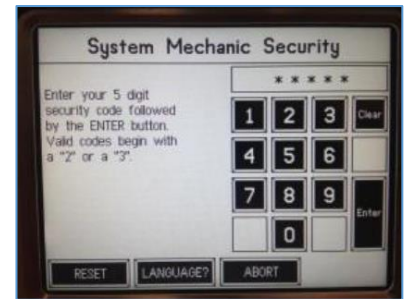 System Mechanic Security
* * * * *
Enter your 5 digit
security code followed
by the ENTER button.
Valid codes begin with
a "2" or a "3".
1 2 3 Clear
4 5 6
7 8 9
Enter
0
RESET LANGUAGE? ABORT